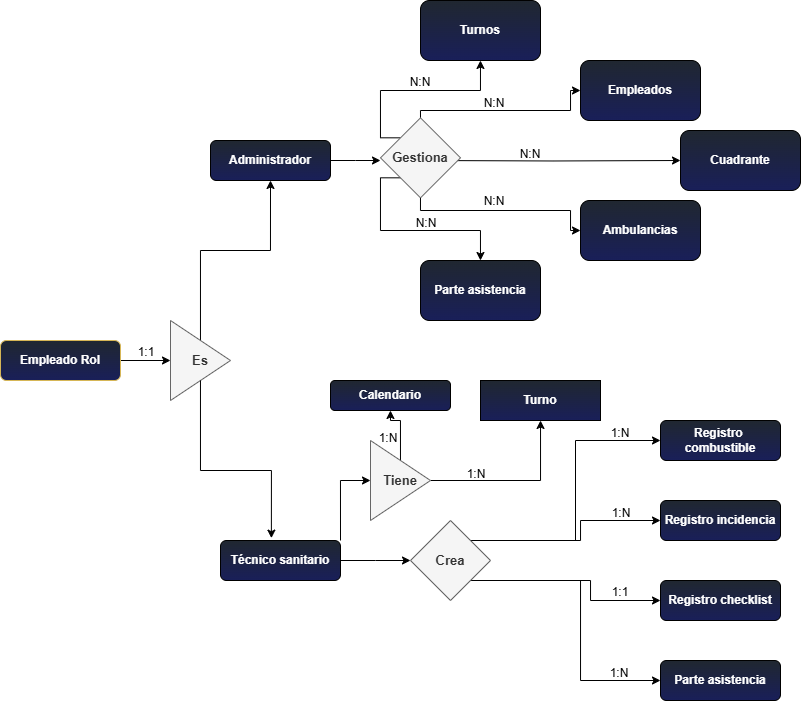 Turnos
N:N
Empleados
N:N
Administrador
Gestiona
N:N
Cuadrante
N:N
Ambulancias
N:N
Parte asistencia
Empleado Rol
1:1
Es
Calendario
Turno
1:N
Tiene
1:N
Registro
combustible
1:N
Registro incidencia
1:N
Técnico sanitario
Crea
1:1
Registro checklist
1:N
Parte asistencia